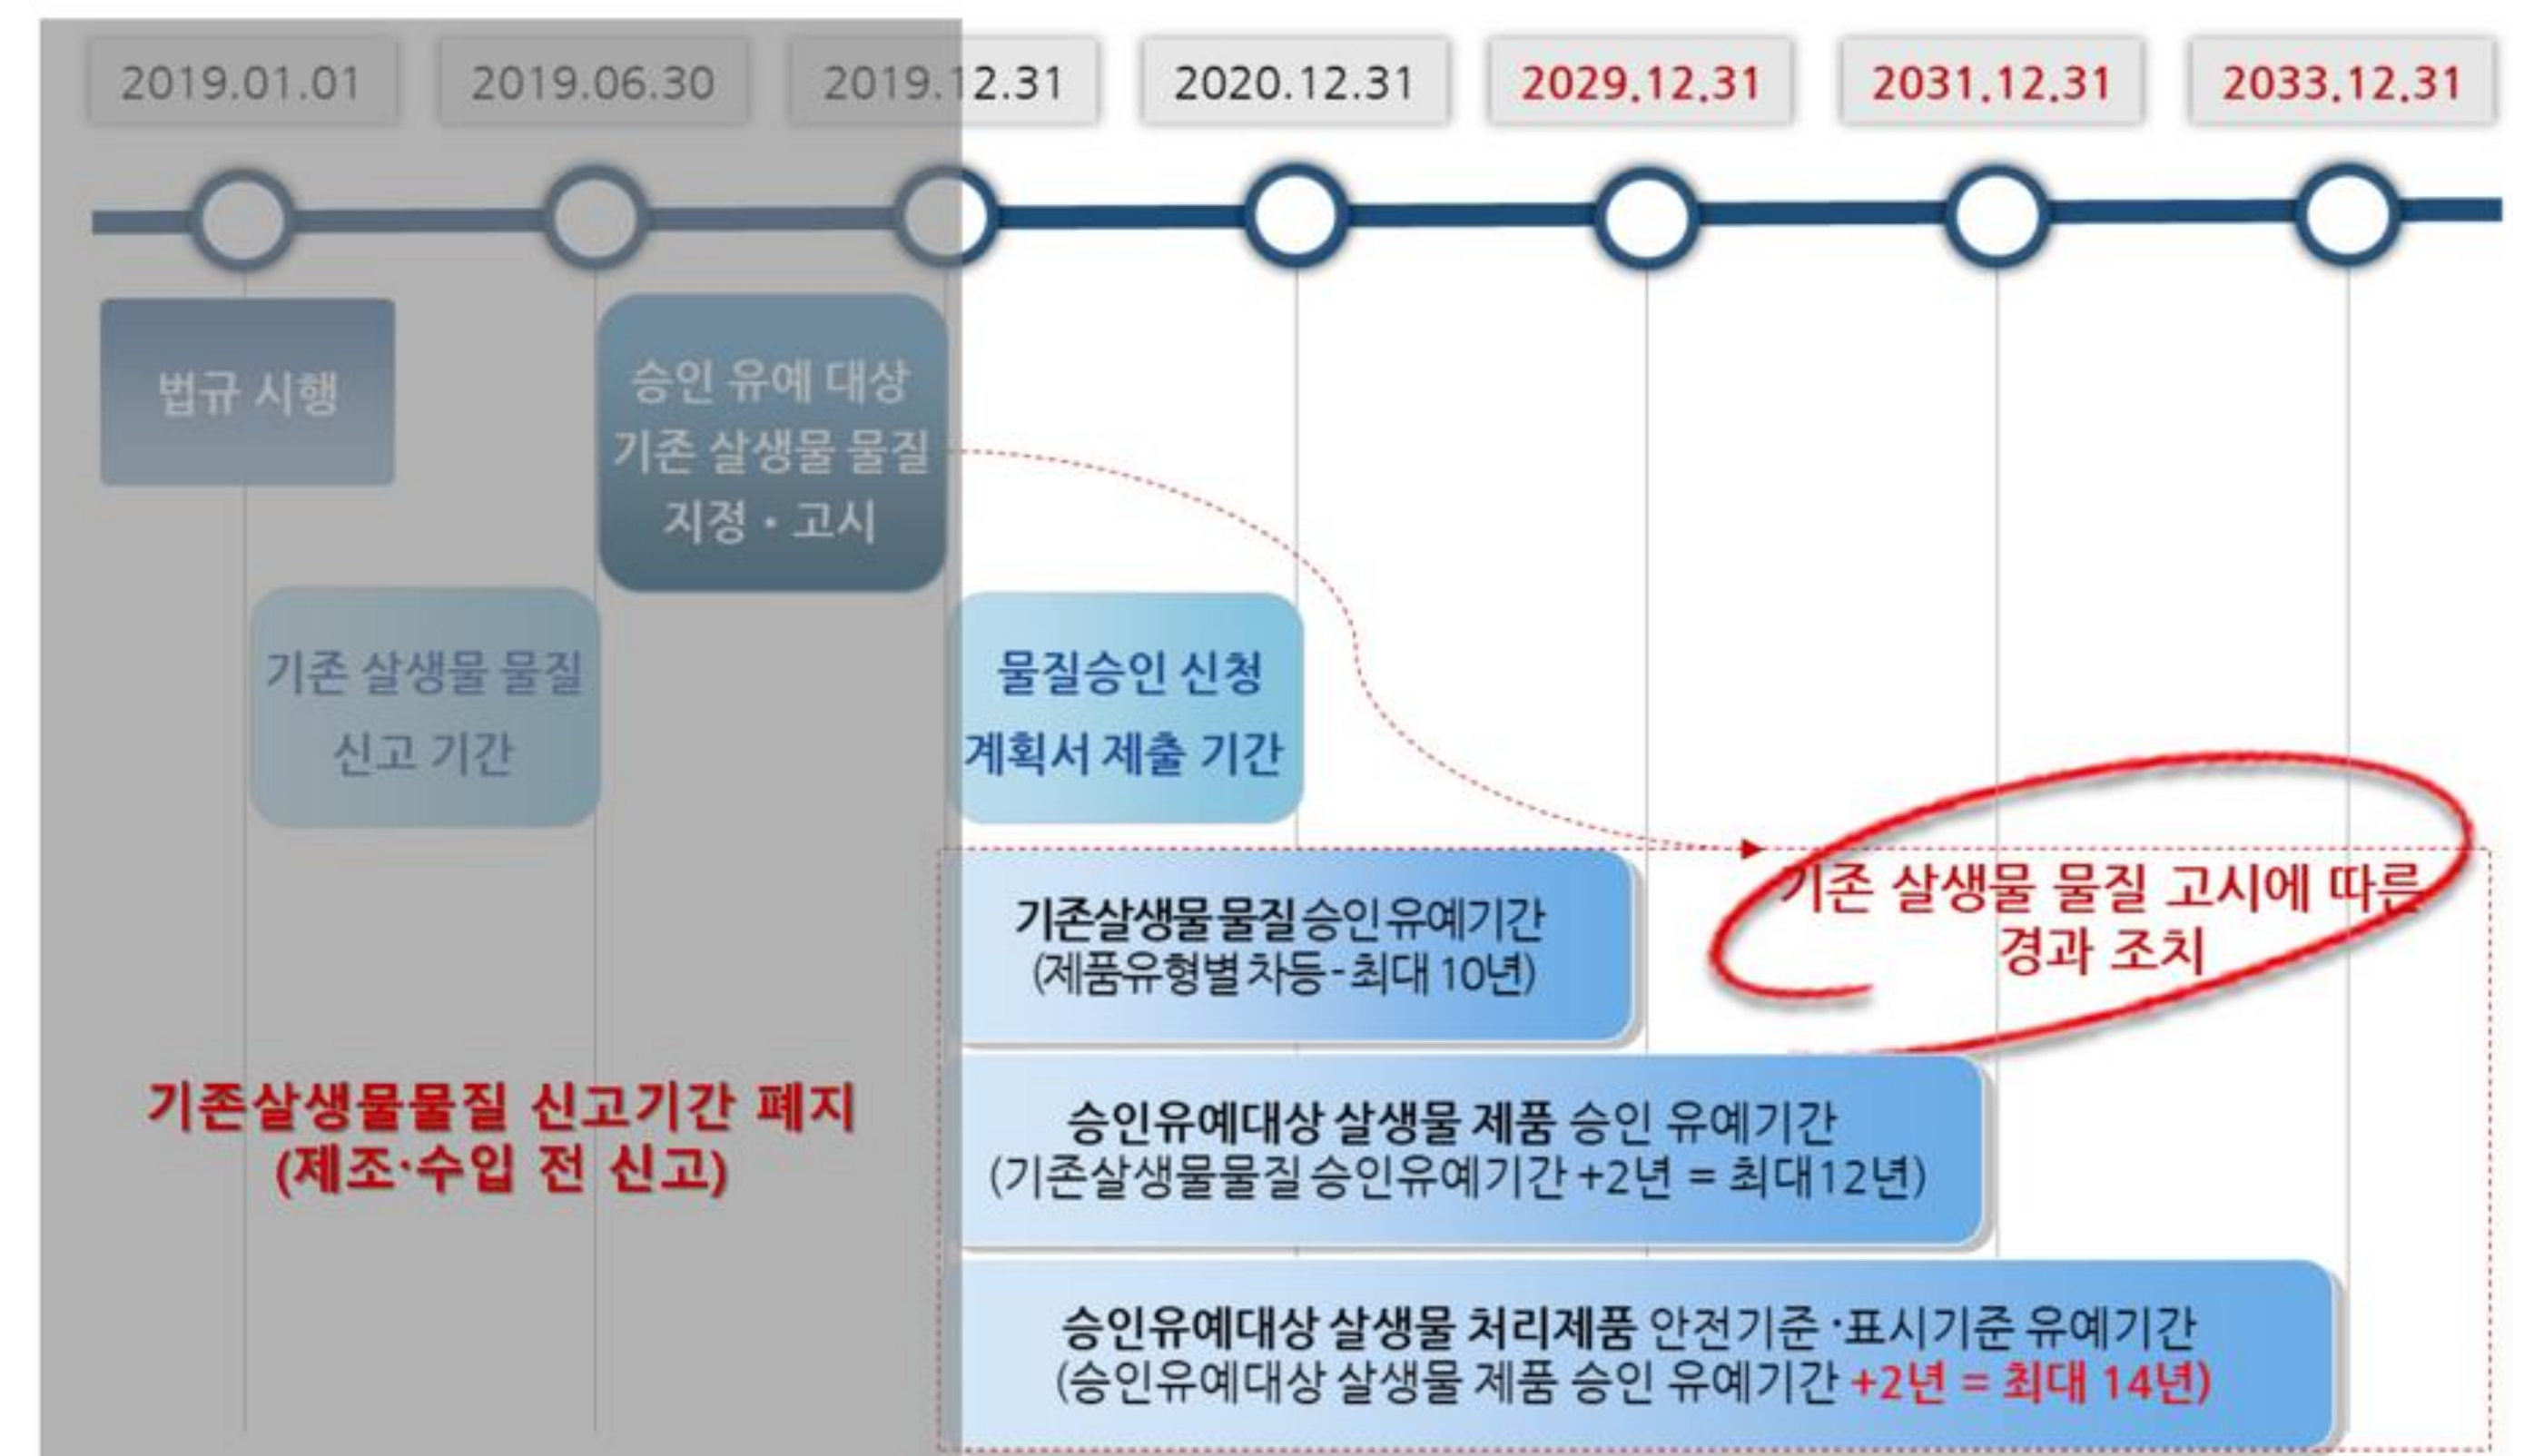 2019.01.01
2019.06.30
2019.12.31
2020.12.31
2029.12.31
2031.12.31
2033.12.31
법규 시행
승인 유예 대상
기존 살생물 물질
지정 · 고시
기존 살생물 물질
신고 기간
물질승인 신청
계획서 제출 기간
기존살생물 물질 승인 유예기간
(제품유형별 차등 - 최대 10년)
기존 살생물 물질 고시에 따른
경과 조치
기존살생물물질 신고기간 폐지
(제조·수입 전 신고)
승인유예대상 살생물 제품 승인 유예기간
(기존살생물물질 승인유예기간 +2년 = 최대12년)
승인유예대상 살생물 처리제품 안전기준 ·표시기준 유예기간
(승인유예대상 살생물 제품 승인 유예기간 +2년 = 최대 14년)